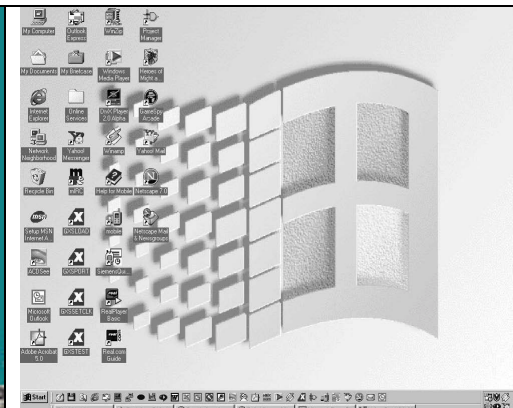 My Computer
Outlook Express
WinZip
Project Manager
My Documents
My Briefcase
Windows Media Player
Heroes of Might a...
Internet Explorer
Online Services
DivX Player 2.0 Alpha
GameSpy Arcade
Network Neighborhood
Yahoo! Messenger
Winamp
Yahoo! Mail
Recycle Bin
mIRC
Help for Mobile
Netscape 7.0
Setup MSN Internet A...
GXSLOAD
mobile
Netscape Mail & Newsgroups
ACDSee
GXSPORT
SiemensQui...
Microsoft Outlook
GXSSETCLK
RealPlayer Basic
Adobe Acrobat 5.0
GXSTEST
Real.com Guide
Start